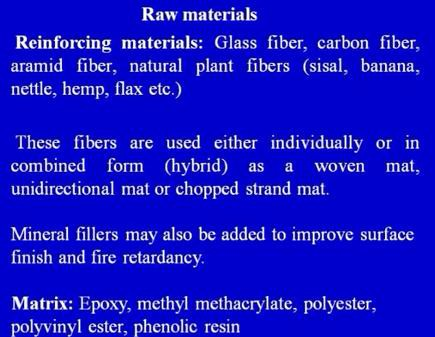 Raw materials
Reinforcing materials: Glass fiber, carbon fiber,
aramid fiber, natural plant fibers (sisal, banana,
nettle, hemp, flax etc.)
These fibers are used either individually or in
combined form (hybrid) as a woven mat,
unidirectional mat or chopped strand mat.
Mineral fillers may also be added to improve surface
finish and fire retardancy.
Matrix: Epoxy, methyl methacrylate, polyester,
polyvinyl ester, phenolic resin